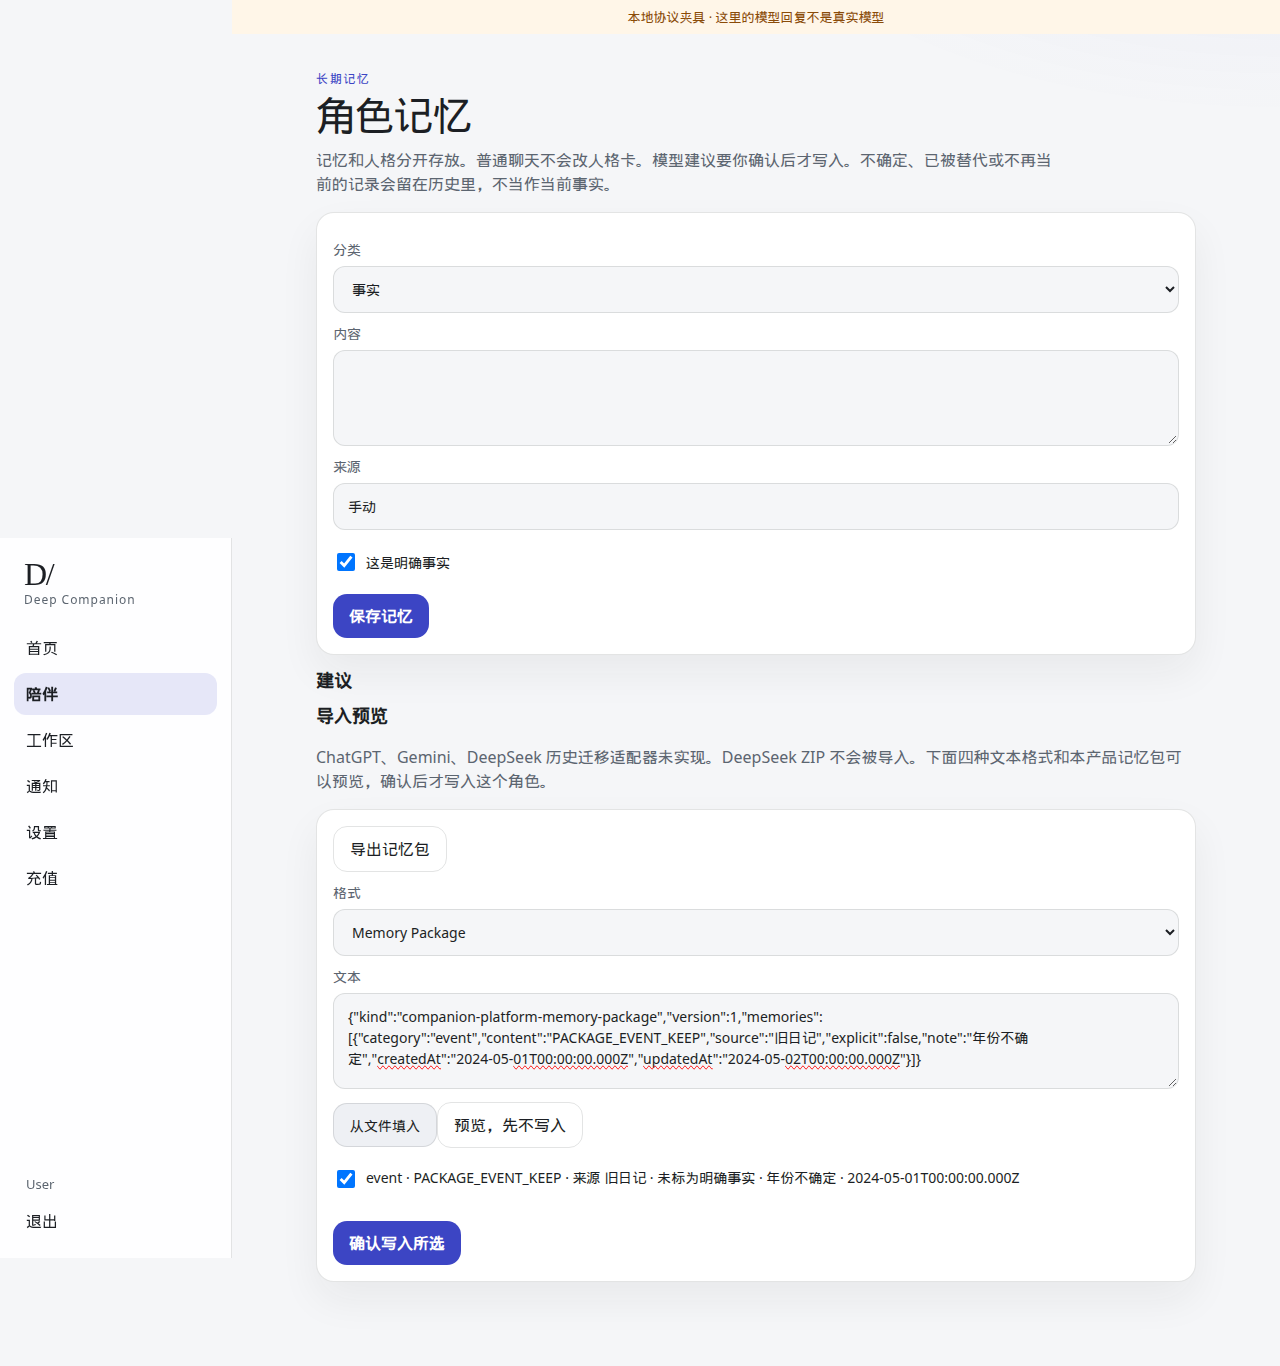 本地协议夹具 · 这里的模型回复不是真实模型
长期记忆
角色记忆
记忆和人格分开存放。普通聊天不会改人格卡。模型建议要你确认后才写入。不确定、已被替代或不再当
前的记录会留在历史里，不当作当前事实。
分类
事实
内容
来源
手动
这是明确事实
保存记忆
D/
Deep Companion
首页
陪伴
工作区
通知
设置
充值
User
退出
建议
导入预览
ChatGPT、Gemini、DeepSeek 历史迁移适配器未实现。DeepSeek ZIP 不会被导入。下面四种文本格式和本产品记忆包可
以预览，确认后才写入这个角色。
导出记忆包
格式
Memory Package
文本
{"kind":"companion-platform-memory-package","version":1,"memories":
[{"category":"event","content":"PACKAGE_EVENT_KEEP","source":"旧日记","explicit":false,"note":"年份不确
定","createdAt":"2024-05-01T00:00:00.000Z","updatedAt":"2024-05-02T00:00:00.000Z"}]}
从文件填入
预览，先不写入
event · PACKAGE_EVENT_KEEP · 来源 旧日记 · 未标为明确事实 · 年份不确定 · 2024-05-01T00:00:00.000Z
确认写入所选